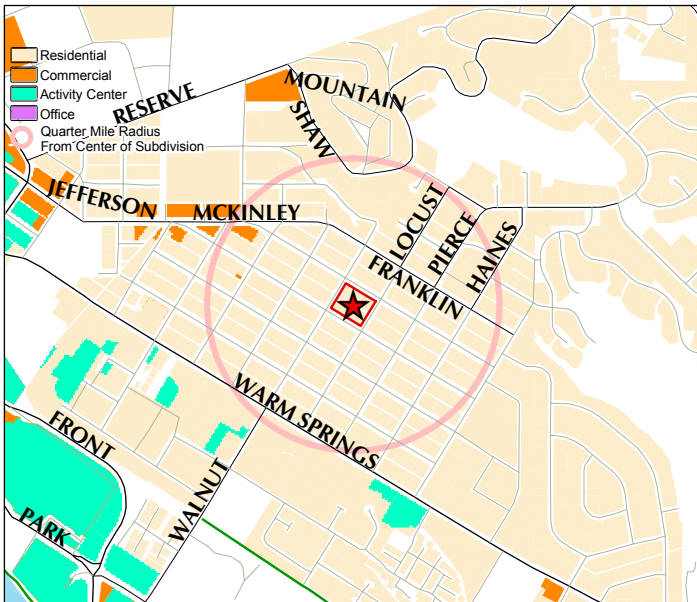 Residential
Commercial
Activity Center
Office
Quarter Mile Radius
From Center of Subdivision
RESERVE
MOUNTAIN
SHAW
JEFFERSON
MCKINLEY
LOCUST
PIERCE
HAINES
FRANKLIN
WARM SPRINGS
FRONT
WALNUT
PARK